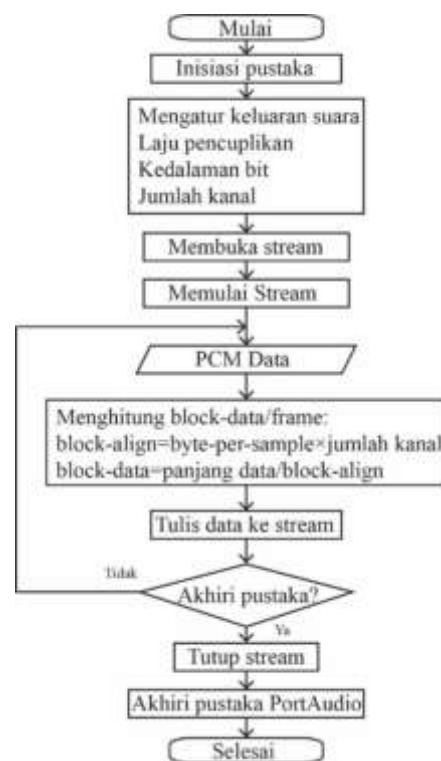 Mulai
Inisiasi pustaka
Mengatur keluaran suara
Laju pencuplikan
Kedalaman bit
Jumlah kanal
Membuka stream
Memulai Stream
PCM Data
Menghitung block-data/frame:
block-align=byte-per-sample×jumlah kanal
block-data=panjang data/block-align
Tulis data ke stream
Tidak
Akhiri pustaka?
Ya
Tutup stream
Akhiri pustaka PortAudio
Selesai